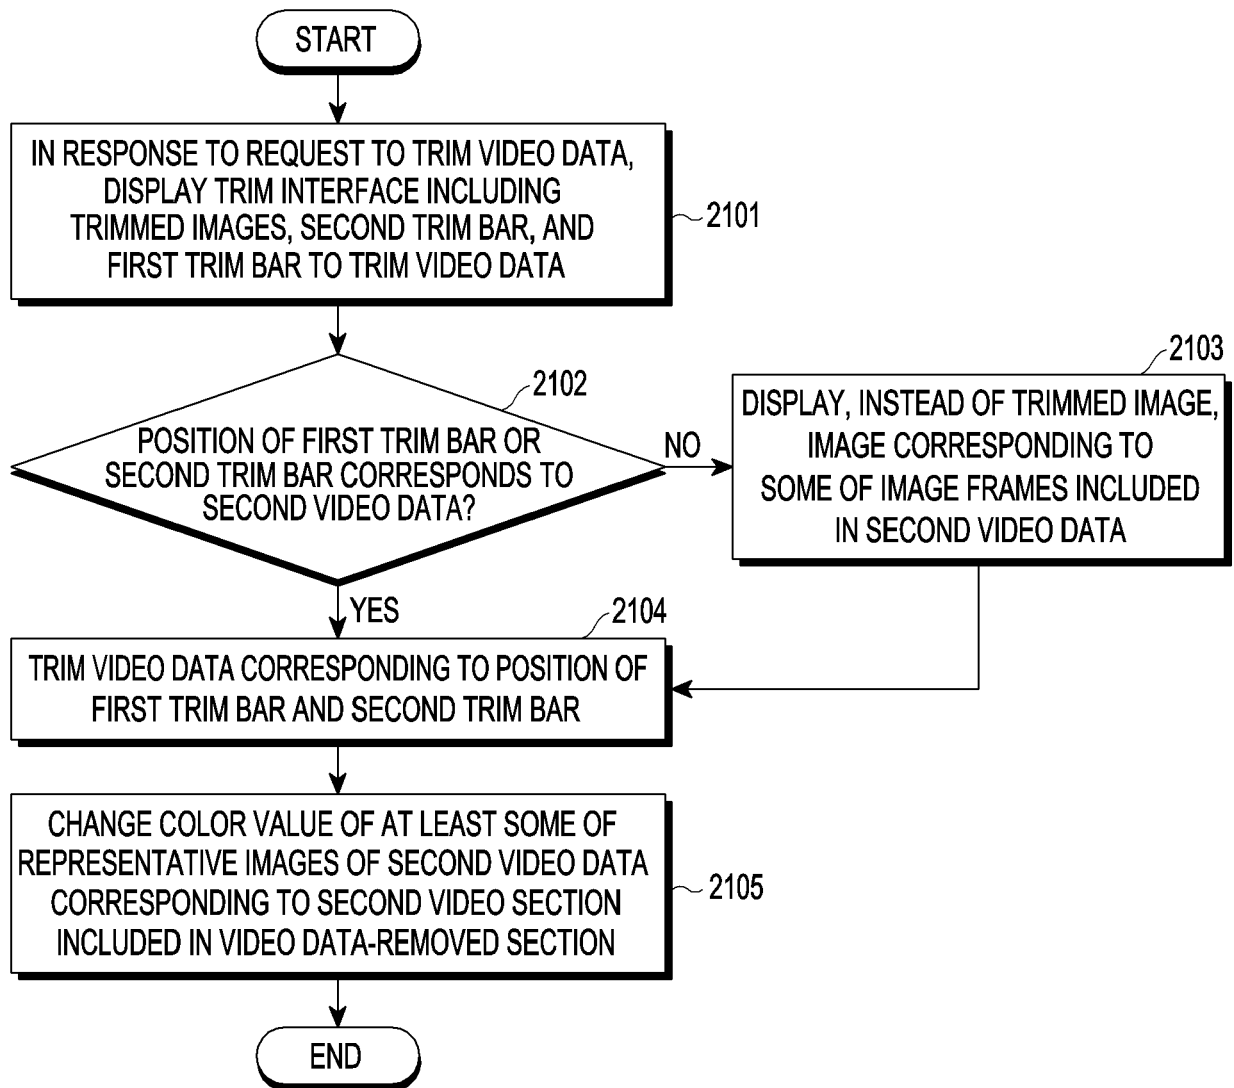 START
IN RESPONSE TO REQUEST TO TRIM VIDEO DATA,
DISPLAY TRIM INTERFACE INCLUDING
TRIMMED IMAGES, SECOND TRIM BAR, AND
FIRST TRIM BAR TO TRIM VIDEO DATA
2101
2102
POSITION OF FIRST TRIM BAR OR
SECOND TRIM BAR CORRESPONDS TO
SECOND VIDEO DATA?
NO
2103
DISPLAY, INSTEAD OF TRIMMED IMAGE,
IMAGE CORRESPONDING TO
SOME OF IMAGE FRAMES INCLUDED
IN SECOND VIDEO DATA
YES
2104
TRIM VIDEO DATA CORRESPONDING TO POSITION OF
FIRST TRIM BAR AND SECOND TRIM BAR
CHANGE COLOR VALUE OF AT LEAST SOME OF
REPRESENTATIVE IMAGES OF SECOND VIDEO DATA
CORRESPONDING TO SECOND VIDEO SECTION
INCLUDED IN VIDEO DATA-REMOVED SECTION
2105
END